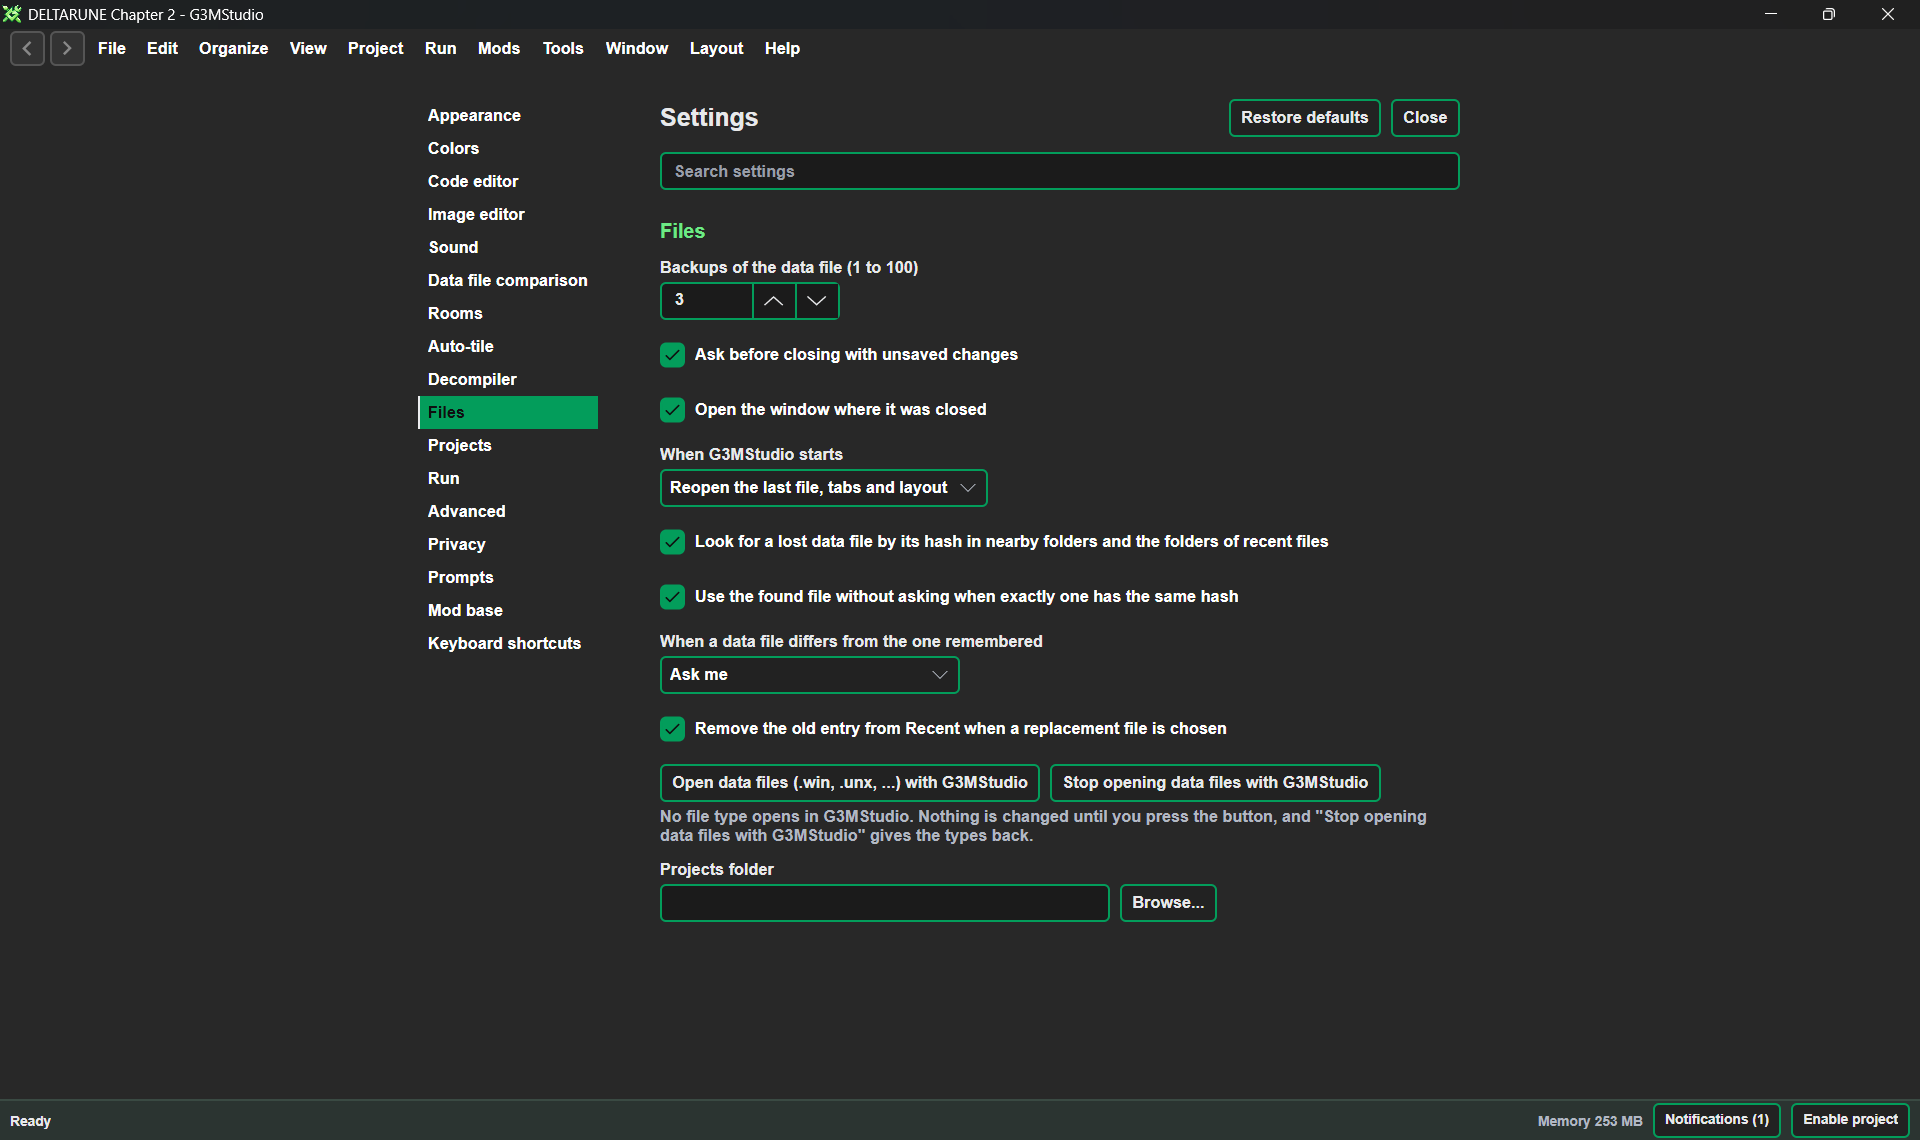 DELTARUNE Chapter 2 - G3MStudio
File Edit Organize View Project Run Mods Tools Window Layout Help
Appearance
Colors
Code editor
Image editor
Sound
Data file comparison
Rooms
Auto-tile
Decompiler
Files
Projects
Run
Advanced
Privacy
Prompts
Mod base
Keyboard shortcuts
Settings
Restore defaults
Close
Search settings
Files
Backups of the data file (1 to 100)
3
Ask before closing with unsaved changes
Open the window where it was closed
When G3MStudio starts
Reopen the last file, tabs and layout
Look for a lost data file by its hash in nearby folders and the folders of recent files
Use the found file without asking when exactly one has the same hash
When a data file differs from the one remembered
Ask me
Remove the old entry from Recent when a replacement file is chosen
Open data files (.win, .unx, ...) with G3MStudio
Stop opening data files with G3MStudio
No file type opens in G3MStudio. Nothing is changed until you press the button, and "Stop opening
data files with G3MStudio" gives the types back.
Projects folder
Browse...
Ready
Memory 253 MB
Notifications (1)
Enable project